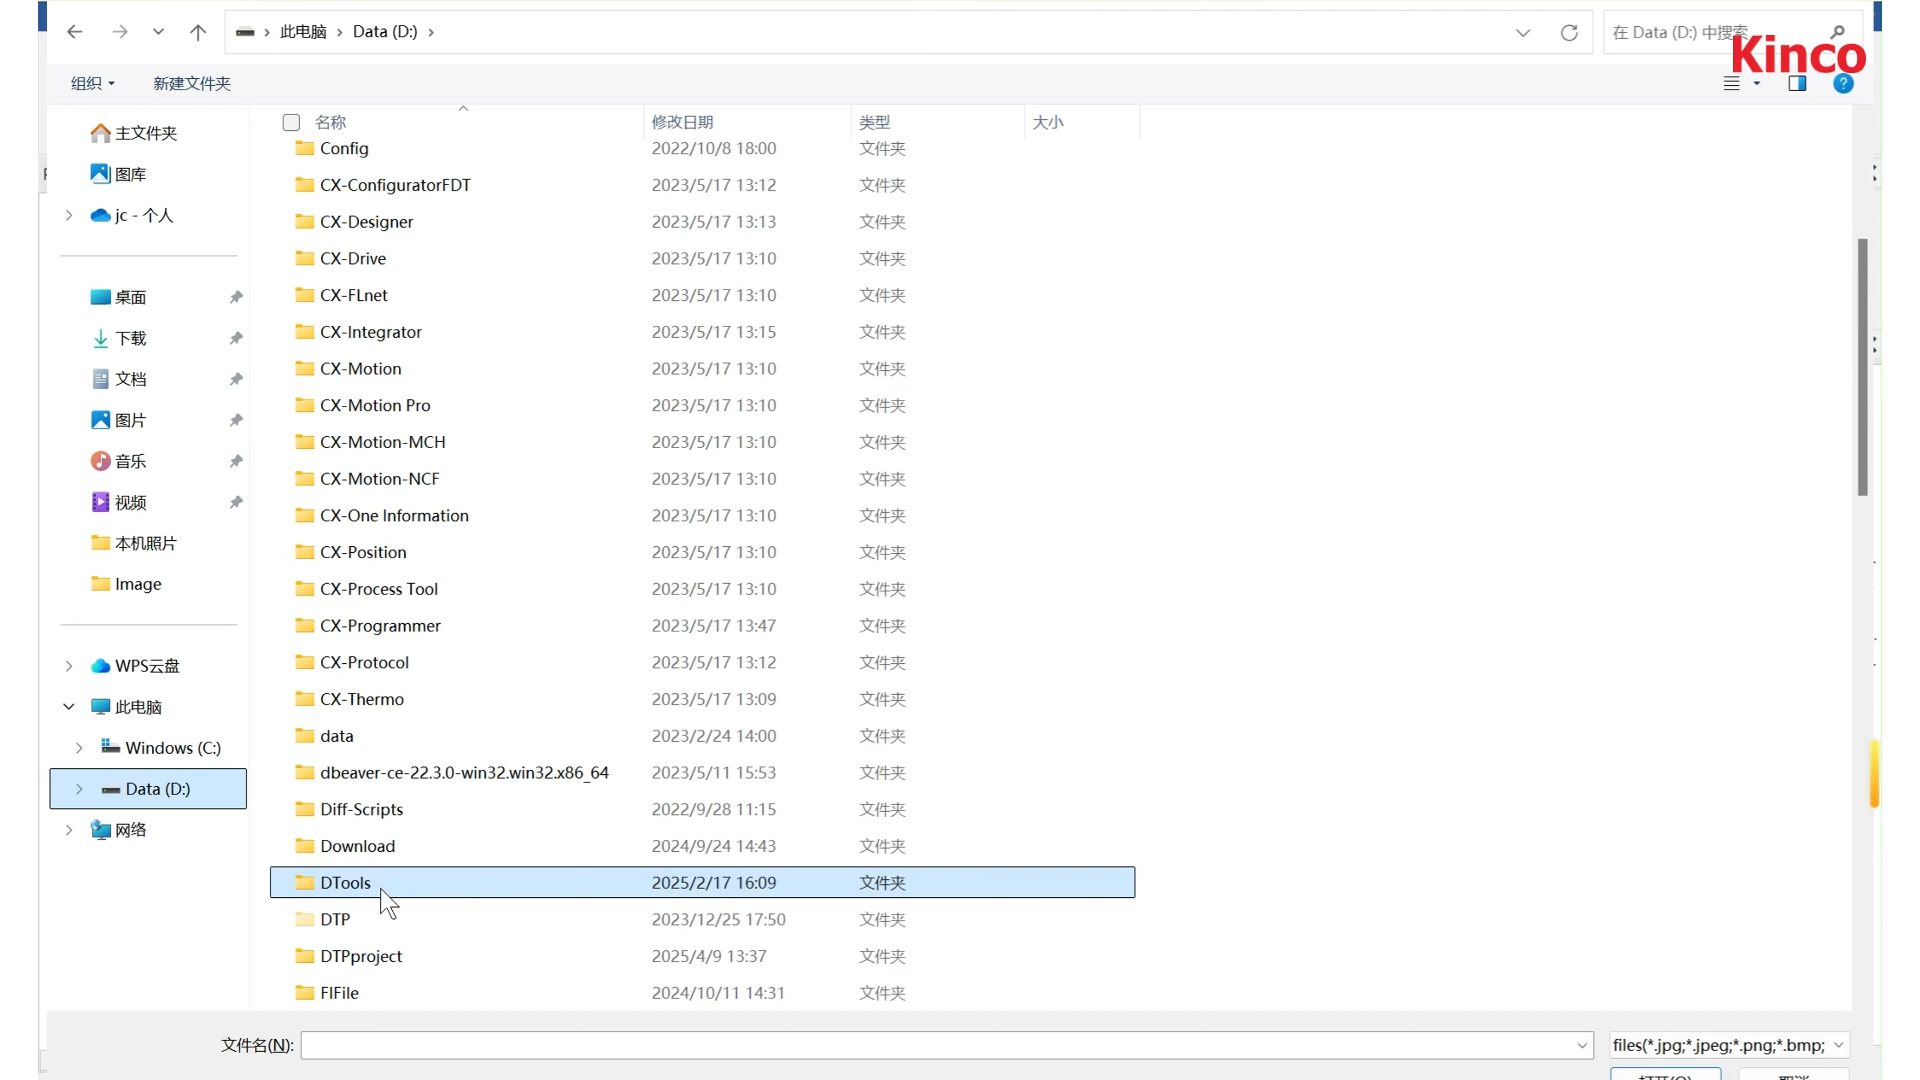 此电脑 Data (D:)
在 Data (D:) 中搜索
Kinco
组织 新建文件夹
主文件夹
图库
jc - 个人
桌面
下载
文档
图片
音乐
视频
本机照片
Image
WPS云盘
此电脑
Windows (C:)
Data (D:)
网络
名称 修改日期 类型 大小
Config 2022/10/8 18:00 文件夹
CX-ConfiguratorFDT 2023/5/17 13:12 文件夹
CX-Designer 2023/5/17 13:13 文件夹
CX-Drive 2023/5/17 13:10 文件夹
CX-FLnet 2023/5/17 13:10 文件夹
CX-Integrator 2023/5/17 13:15 文件夹
CX-Motion 2023/5/17 13:10 文件夹
CX-Motion Pro 2023/5/17 13:10 文件夹
CX-Motion-MCH 2023/5/17 13:10 文件夹
CX-Motion-NCF 2023/5/17 13:10 文件夹
CX-One Information 2023/5/17 13:10 文件夹
CX-Position 2023/5/17 13:10 文件夹
CX-Process Tool 2023/5/17 13:10 文件夹
CX-Programmer 2023/5/17 13:47 文件夹
CX-Protocol 2023/5/17 13:12 文件夹
CX-Thermo 2023/5/17 13:09 文件夹
data 2023/2/24 14:00 文件夹
dbeaver-ce-22.3.0-win32.win32.x86_64 2023/5/11 15:53 文件夹
Diff-Scripts 2022/9/28 11:15 文件夹
Download 2024/9/24 14:43 文件夹
DTools 2025/2/17 16:09 文件夹
DTP 2023/12/25 17:50 文件夹
DTPproject 2025/4/9 13:37 文件夹
FIFile 2024/10/11 14:31 文件夹
文件名(N): files(*.jpg;*.jpeg;*.png;*.bmp;